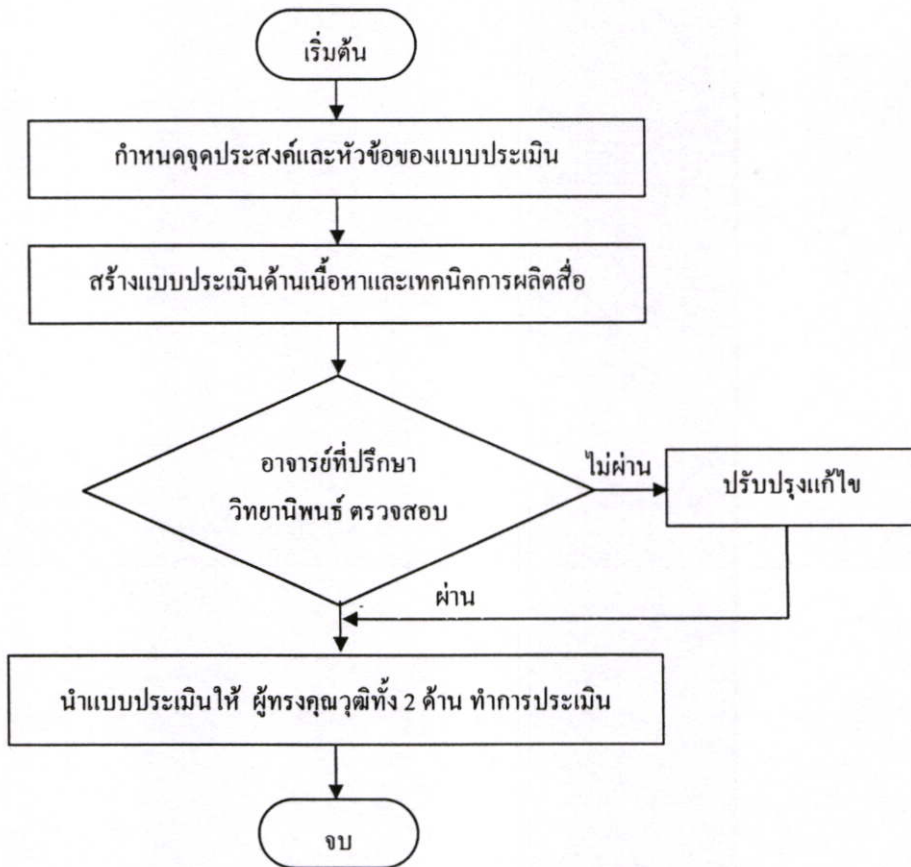 เริ่มต้น
กำหนดจุดประสงค์และหัวข้อของแบบประเมิน
สร้างแบบประเมินด้านเนื้อหาและเทคนิคการผลิตสื่อ
อาจารย์ที่ปรึกษา
วิทยานิพนธ์ ตรวจสอบ
ไม่ผ่าน
ปรับปรุงแก้ไข
ผ่าน
นำแบบประเมินให้ ผู้ทรงคุณวุฒิทั้ง 2 ด้าน ทำการประเมิน
จบ